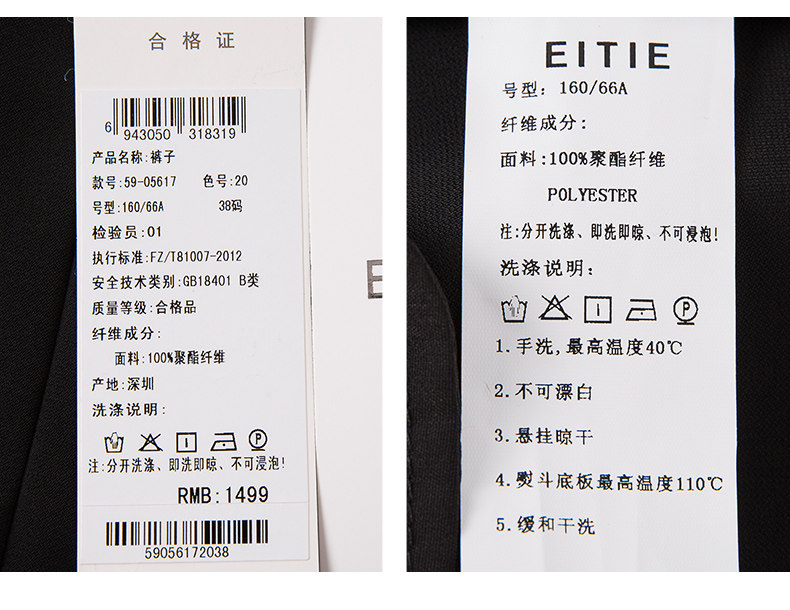 合格证
6 943050 318319
产品名称:裤子
款号:59-05617 色号:20
号型:160/66A 38码
检验员:01
执行标准:FZ/T81007-2012
安全技术类别:GB18401 B类
质量等级:合格品
纤维成分:
面料:100%聚酯纤维
产地:深圳
洗涤说明:
P
注:分开洗涤、即洗即晾、不可浸泡!
RMB:1499
59056172038
E
EITIE
号型:160/66A
纤维成分:
面料:100%聚酯纤维
POLYESTER
注:分开洗涤、即洗即晾、不可浸泡!
洗涤说明:
P
1.手洗,最高温度40℃
2.不可漂白
3.悬挂晾干
4.熨斗底板最高温度110℃
5.缓和干洗